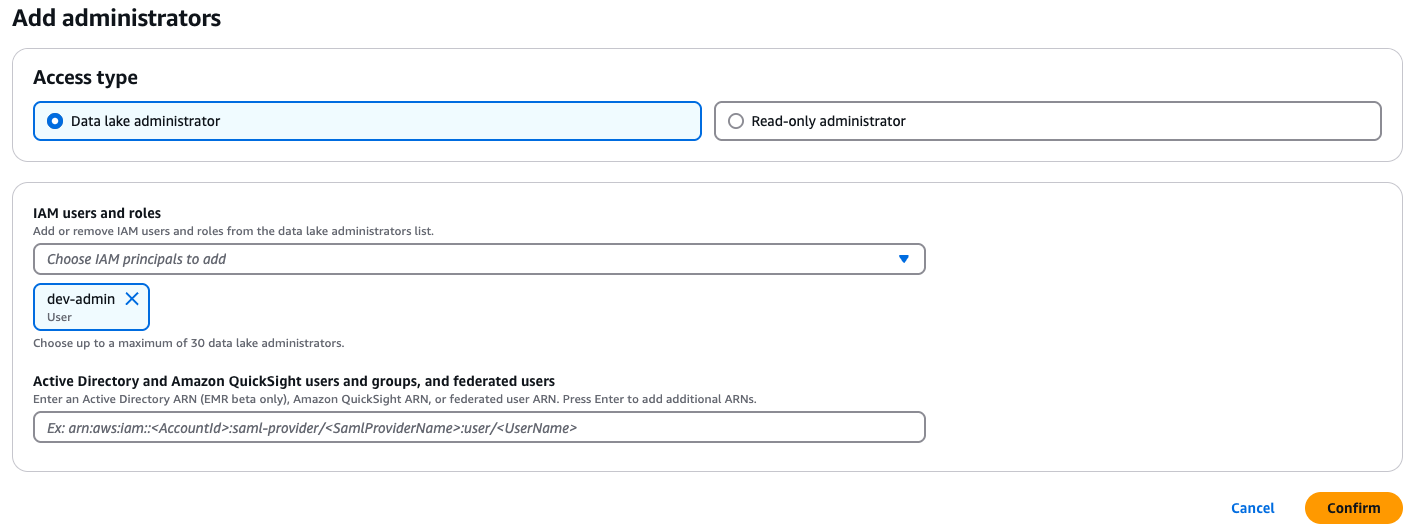 Add administrators
Access type
Data lake administrator
Read-only administrator
IAM users and roles
Add or remove IAM users and roles from the data lake administrators list.
Choose IAM principals to add
dev-admin
User
Choose up to a maximum of 30 data lake administrators.
Active Directory and Amazon QuickSight users and groups, and federated users
Enter an Active Directory ARN (EMR beta only), Amazon QuickSight ARN, or federated user ARN. Press Enter to add additional ARNs.
Ex: arn:aws:iam::<AccountId>:saml-provider/<SamlProviderName>:user/<UserName>
Cancel
Confirm